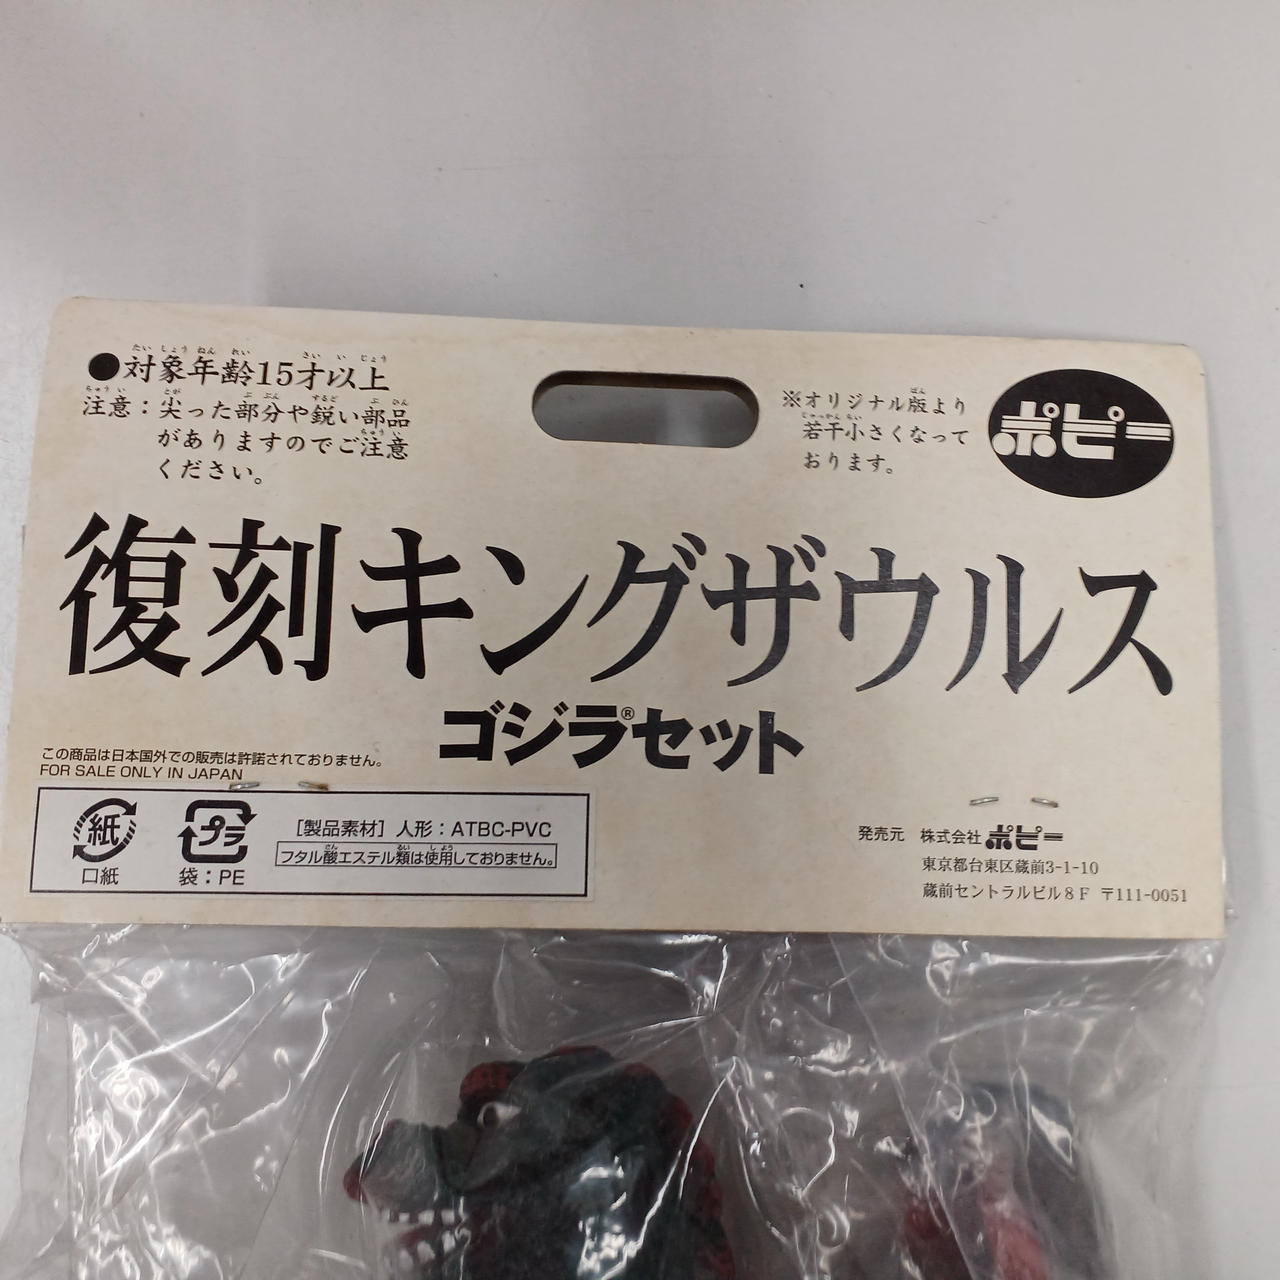 ●対象年齢15才以上
注意：尖った部分や鋭い部品
がありますのでご注意
ください。
※オリジナル版より
若干小さくなって
おります。
ポピー
復刻キングザウルス
ゴジラ®セット
この商品は日本国外での販売は許諾されておりません。
FOR SALE ONLY IN JAPAN
紙
口紙
プラ
袋：PE
［製品素材］人形：ATBC-PVC
フタル酸エステル類は使用しておりません。
発売元 株式会社 ポピー
東京都台東区蔵前3-1-10
蔵前セントラルビル8F 〒111-0051